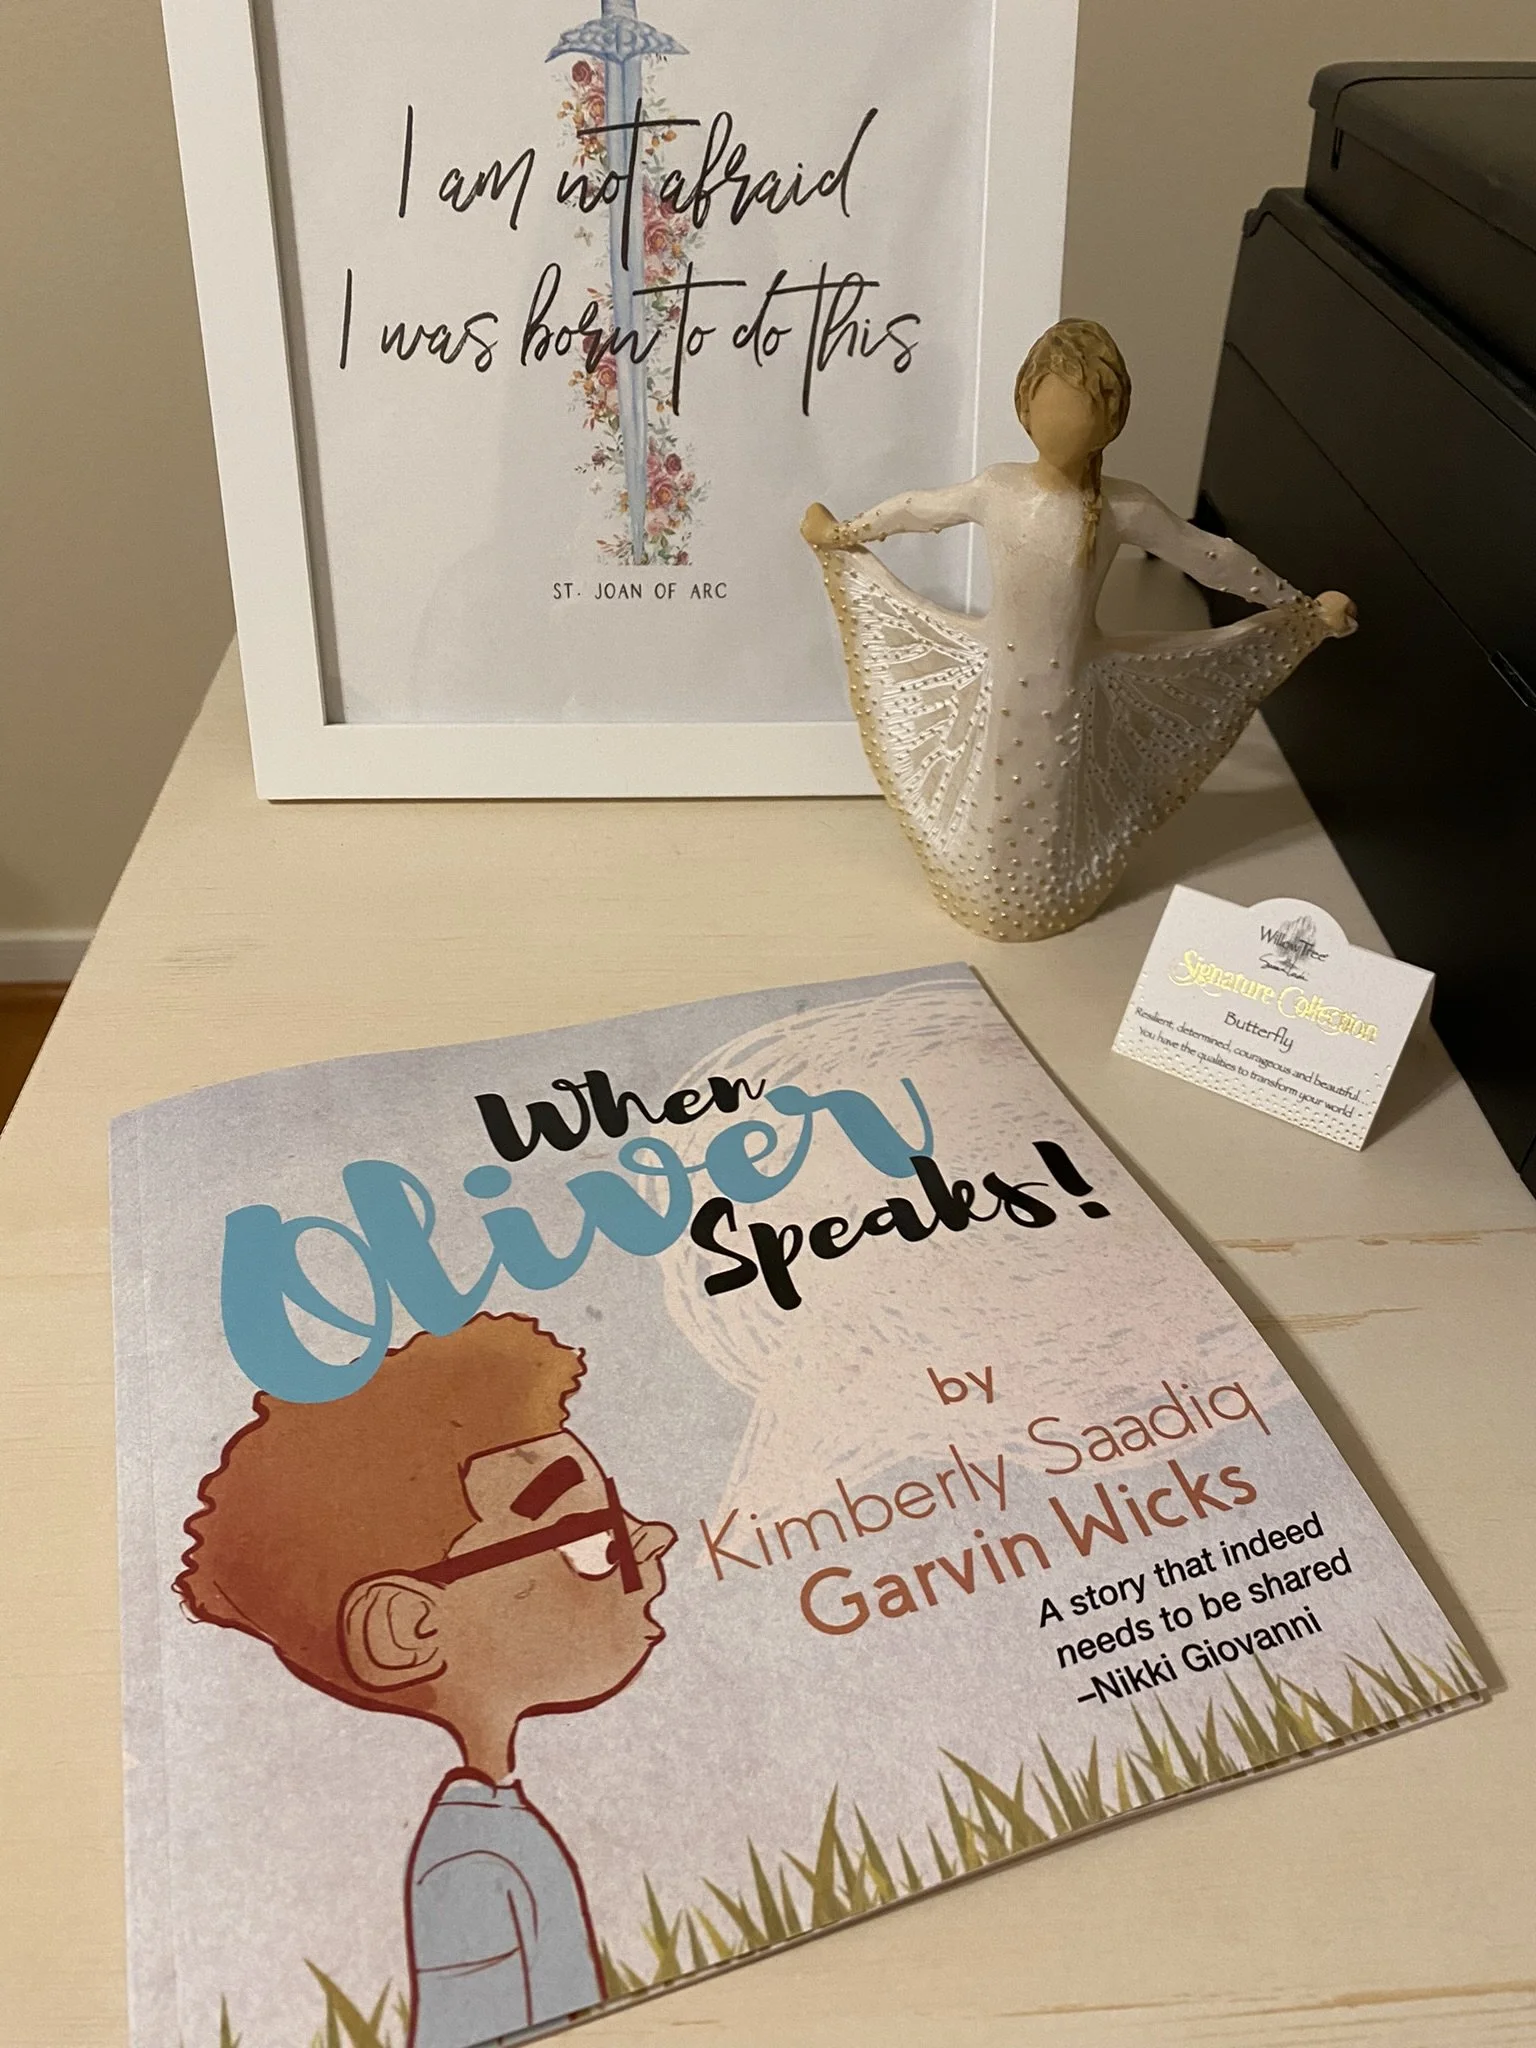 I am not afraid
I was born to do this
ST. JOAN OF ARC
Willow Tree
Signature Collection
Butterfly
Resilient, determined, courageous and beautiful...
You have the qualities to transform your world
When
Oliver
Speaks!
by
Kimberly Saadiq
Garvin Wicks
A story that indeed
needs to be shared
–Nikki Giovanni